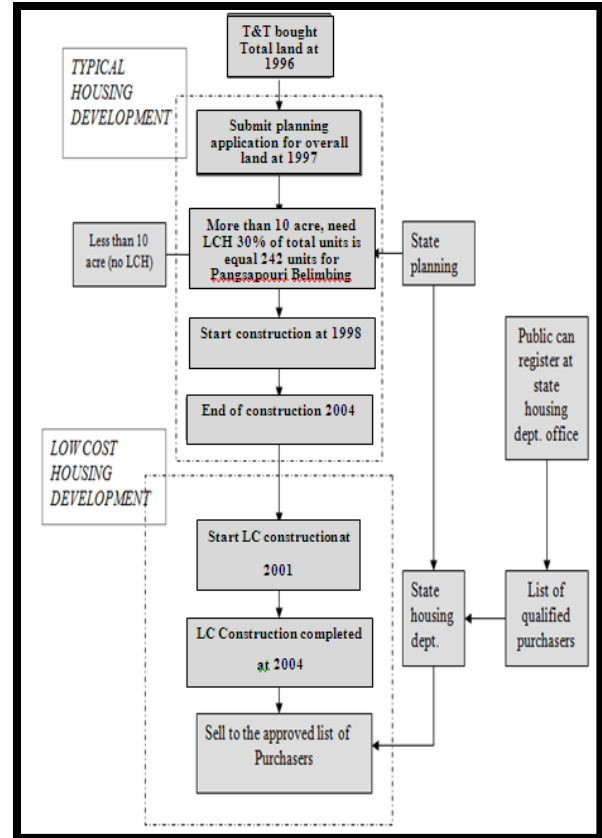 T&T bought
Total land at
1996
TYPICAL
HOUSING
DEVELOPMENT
Submit planning
application for overall
land at 1997
Less than 10
acre (no LCH)
More than 10 acre, need
LCH 30% of total units is
equal 242 units for
Pangsapouri Belimbing
State
planning
Start construction at 1998
Public can
register at
state
housing
dept. office
End of construction 2004
LOW COST
HOUSING
DEVELOPMENT
Start LC construction at
2001
State
housing
dept.
List of
qualified
purchasers
LC Construction completed
at 2004
Sell to the approved list of
Purchasers